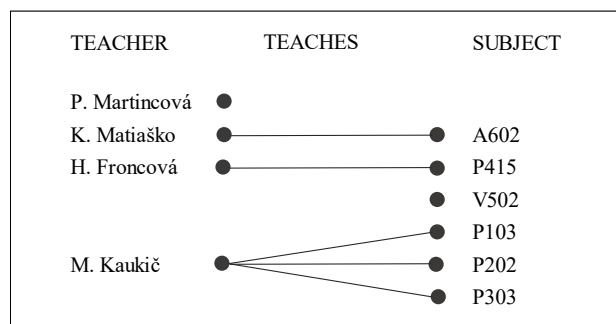 TEACHER TEACHES SUBJECT
P. Martincová
K. Matiaško A602
H. Froncová P415
V502
P103
M. Kaukič P202
P303